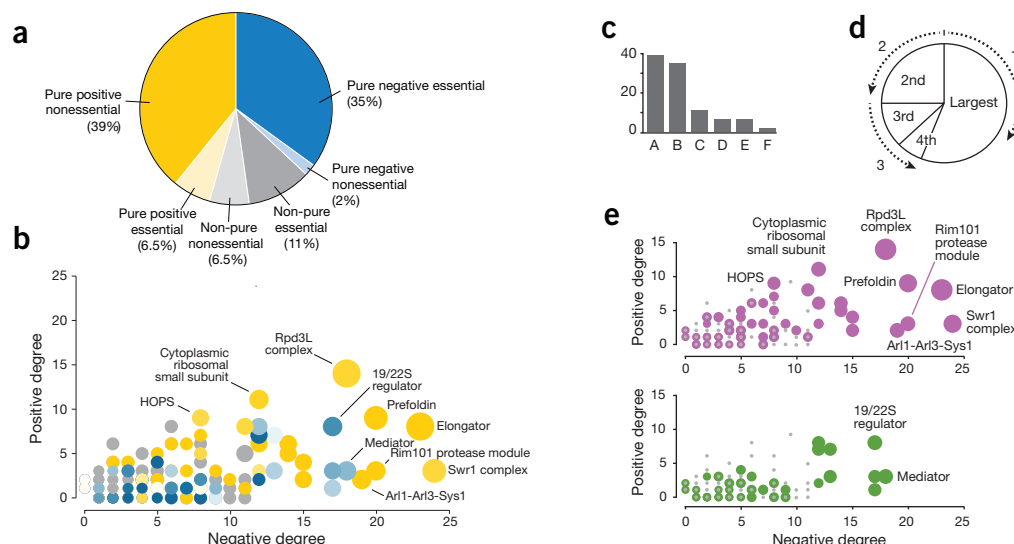 a
Pure positive
nonessential
(39%)
Pure negative essential
(35%)
Pure negative
nonessential
(2%)
Non-pure
essential
(11%)
Non-pure
nonessential
(6.5%)
Pure positive
essential
(6.5%)
b
25
20
15
10
5
0
Positive degree
0 5 10 15 20 25
Negative degree
Rpd3L
complex
Cytoplasmic
ribosomal
small subunit
HOPS
19/22S
regulator
Prefoldin
Elongator
Mediator
Rim101 protease module
Swr1 complex
Arl1-Arl3-Sys1
c
40
20
0
A B C D E F
d
1
2
3
Largest
2nd
3rd
4th
e
Cytoplasmic
ribosomal
small subunit
Rpd3L
complex
Rim101
protease
module
HOPS
Prefoldin
Elongator
Swr1
complex
Arl1-Arl3-Sys1
15
10
5
0
Positive degree
0 5 10 15 20 25
19/22S
regulator
Mediator
15
10
5
0
Positive degree
0 5 10 15 20 25
Negative degree